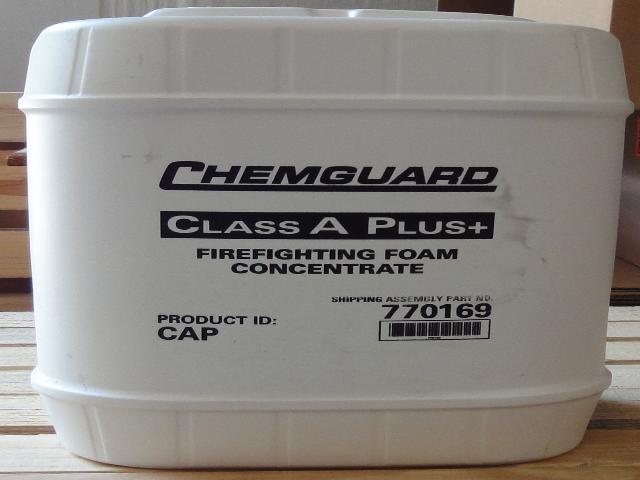 CHEMGUARD
CLASS A PLUS+
FIREFIGHTING FOAM
CONCENTRATE
SHIPPING ASSEMBLY PART NO.
770169
PRODUCT ID:
CAP